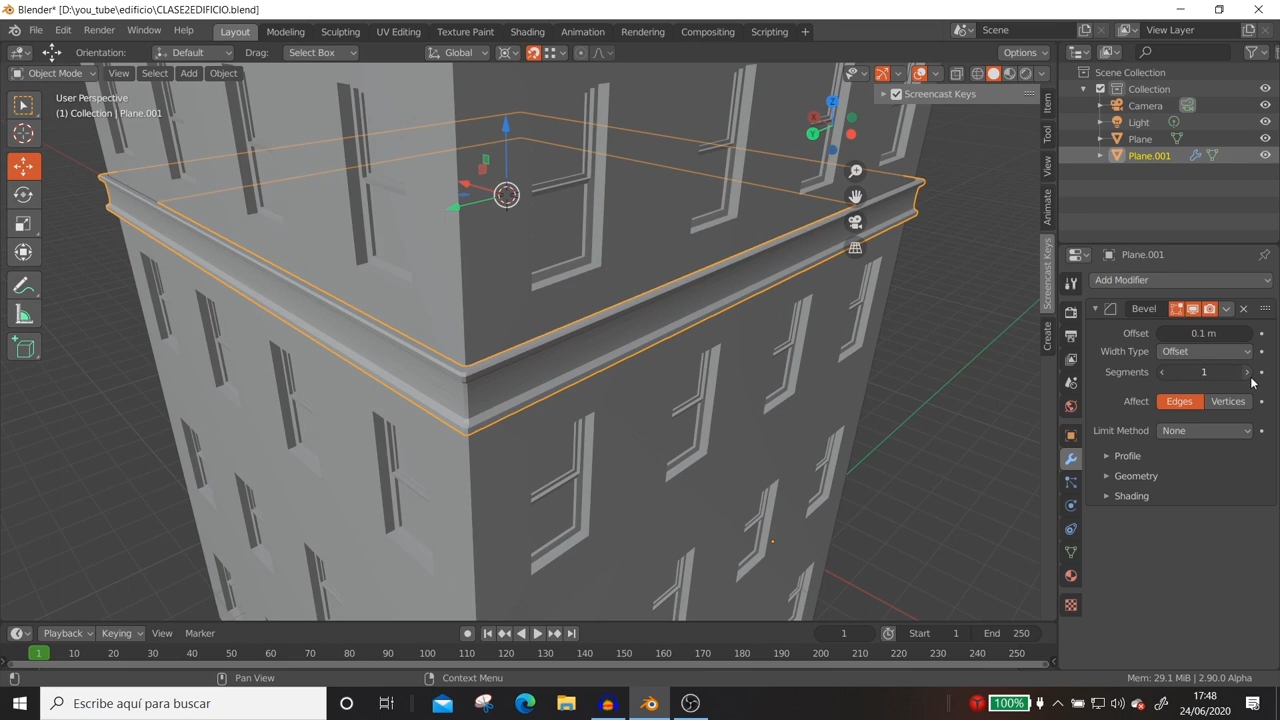 Blender* [D:\you_tube\edificio\CLASE2EDIFICIO.blend]
File Edit Render Window Help Layout Modeling Sculpting UV Editing Texture Paint Shading Animation Rendering Compositing Scripting + Scene View Layer
Orientation: Default Drag: Select Box Global Options
Object Mode View Select Add Object
User Perspective
(1) Collection | Plane.001
Screencast Keys
X Y Z
Item
Tool
View
Animate
Screencast Keys
Create
Scene Collection
Collection
Camera
Light
Plane
Plane.001
Plane.001
Add Modifier
Bevel
Offset 0.1 m
Width Type Offset
Segments 1
Affect Edges Vertices
Limit Method None
Profile
Geometry
Shading
Playback Keying View Marker 1 Start 1 End 250
1 10 20 30 40 50 60 70 80 90 100 110 120 130 140 150 160 170 180 190 200 210 220 230 240 250
Pan View Context Menu Mem: 29.1 MiB | 2.90.0 Alpha
Escribe aquí para buscar 100% 17:48
24/06/2020